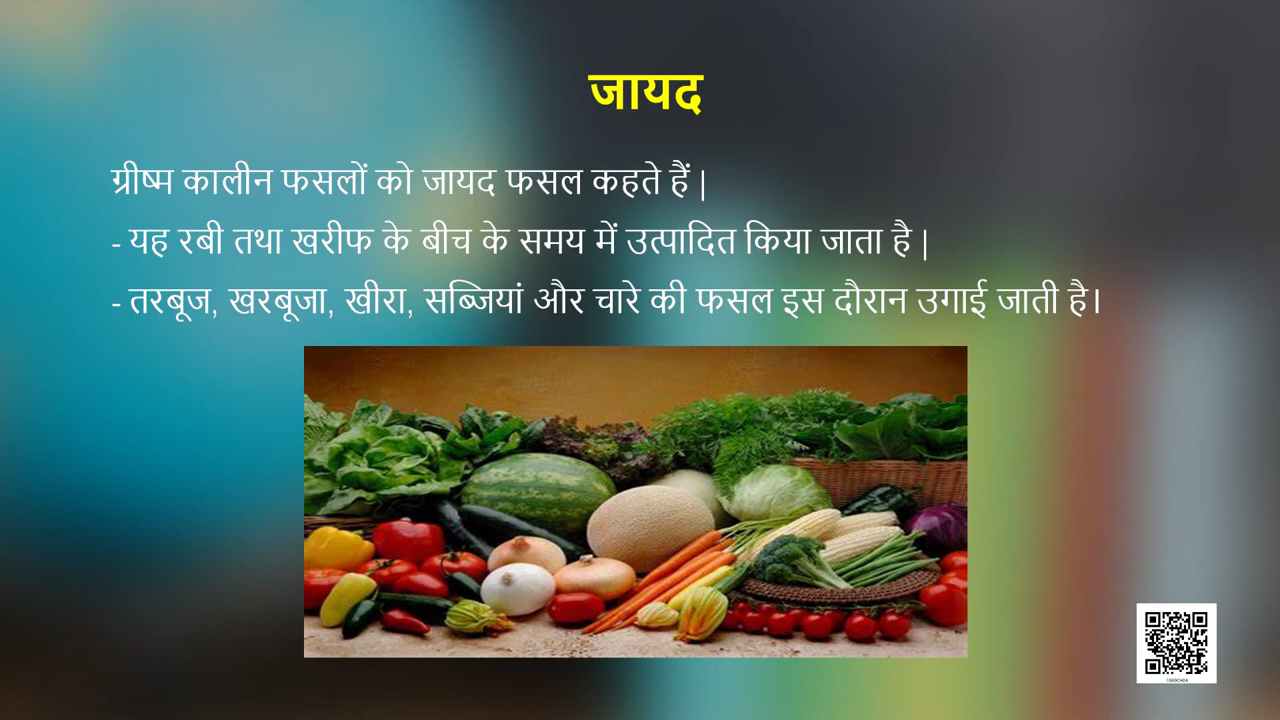 जायद
ग्रीष्म कालीन फसलों को जायद फसल कहते हैं |
- यह रबी तथा खरीफ के बीच के समय में उत्पादित किया जाता है |
- तरबूज, खरबूजा, खीरा, सब्जियां और चारे की फसल इस दौरान उगाई जाती है।